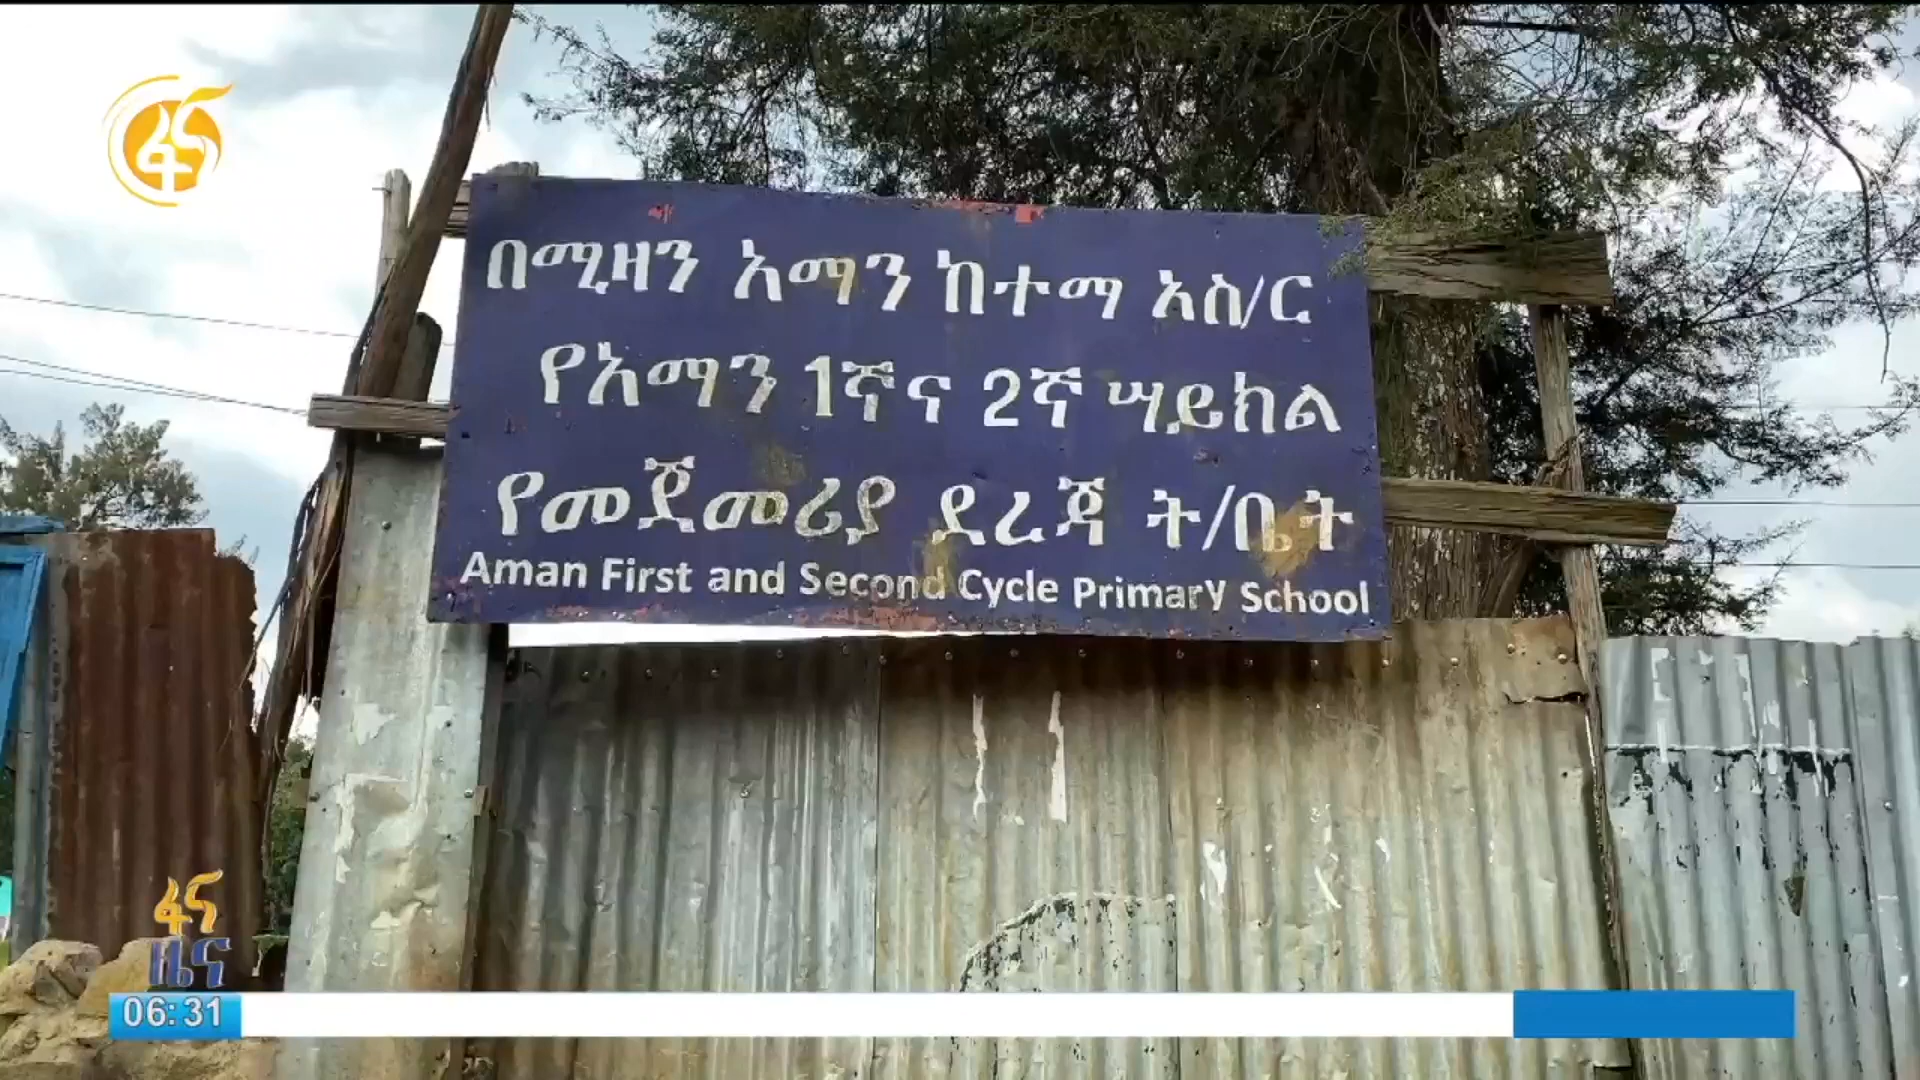 ፋና
በሚዛን አማን ከተማ አስ/ር
የአማን 1ኛና 2ኛ ሣይክል
የመጀመሪያ ደረጃ ት/ቤት
Aman First and Second Cycle Primary School
ፋና
ዜና
06:31